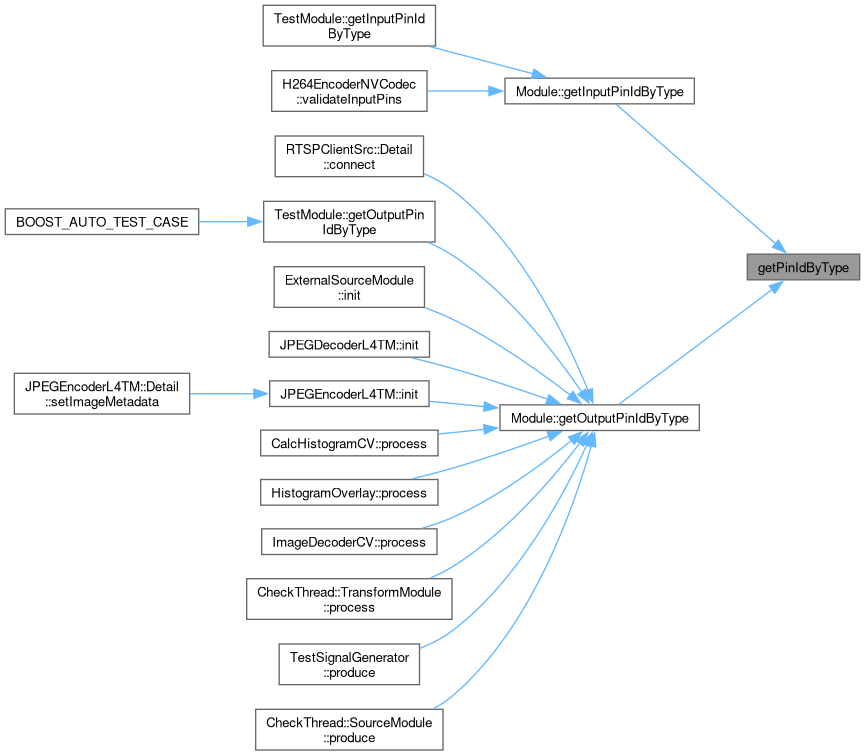 TestModule::getInputPinId
ByType
H264EncoderNVCodec
::validateInputPins
Module::getInputPinIdByType
RTSPClientSrc::Detail
::connect
BOOST_AUTO_TEST_CASE
TestModule::getOutputPin
IdByType
getPinIdByType
ExternalSourceModule
::init
JPEGDecoderL4TM::init
JPEGEncoderL4TM::Detail
::setImageMetadata
JPEGEncoderL4TM::init
Module::getOutputPinIdByType
CalcHistogramCV::process
HistogramOverlay::process
ImageDecoderCV::process
CheckThread::TransformModule
::process
TestSignalGenerator
::produce
CheckThread::SourceModule
::produce